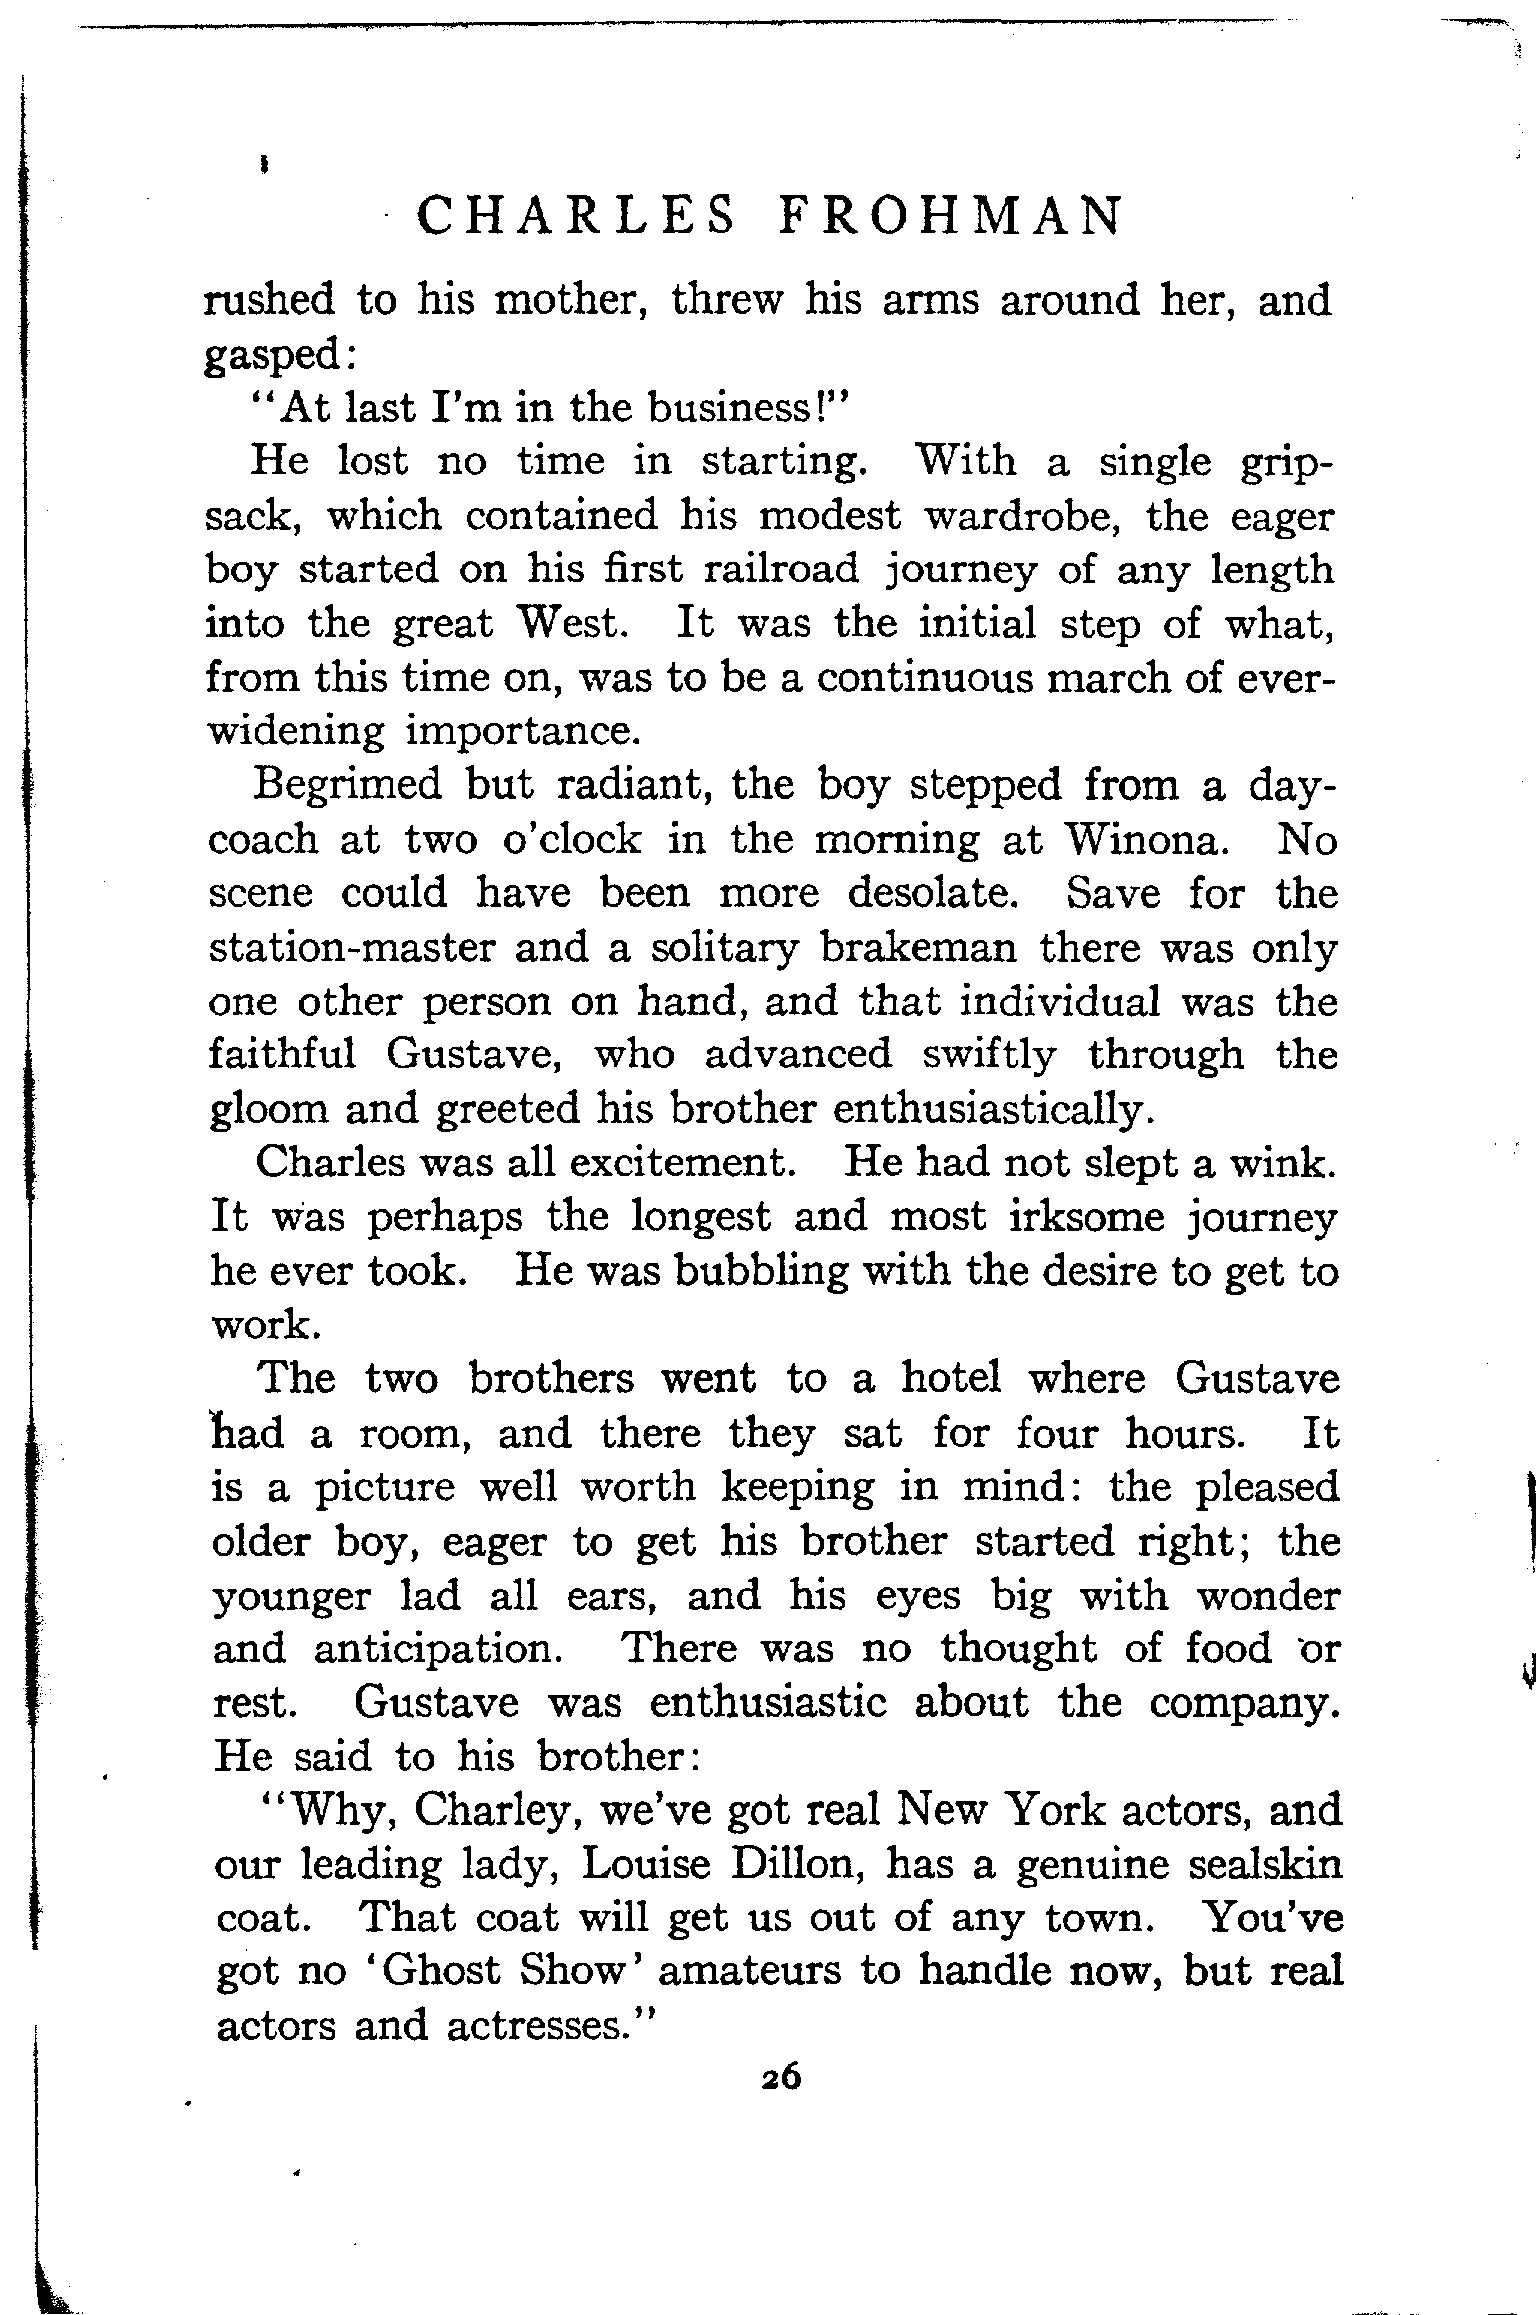 CHARLES FROHMAN
rushed to his mother, threw his arms around her, and
gasped:
"At last I'm in the business!"
He lost no time in starting. With a single grip-
sack, which contained his modest wardrobe, the eager
boy started on his first railroad journey of any length
into the great West. It was the initial step of what,
from this time on, was to be a continuous march of ever-
widening importance.
Begrimed but radiant, the boy stepped from a day-
coach at two o'clock in the morning at Winona. No
scene could have been more desolate. Save for the
station-master and a solitary brakeman there was only
one other person on hand, and that individual was the
faithful Gustave, who advanced swiftly through the
gloom and greeted his brother enthusiastically.
Charles was all excitement. He had not slept a wink.
It was perhaps the longest and most irksome journey
he ever took. He was bubbling with the desire to get to
work.
The two brothers went to a hotel where Gustave
had a room, and there they sat for four hours. It
is a picture well worth keeping in mind: the pleased
older boy, eager to get his brother started right; the
younger lad all ears, and his eyes big with wonder
and anticipation. There was no thought of food or
rest. Gustave was enthusiastic about the company.
He said to his brother:
"Why, Charley, we've got real New York actors, and
our leading lady, Louise Dillon, has a genuine sealskin
coat. That coat will get us out of any town. You've
got no 'Ghost Show' amateurs to handle now, but real
actors and actresses."
26